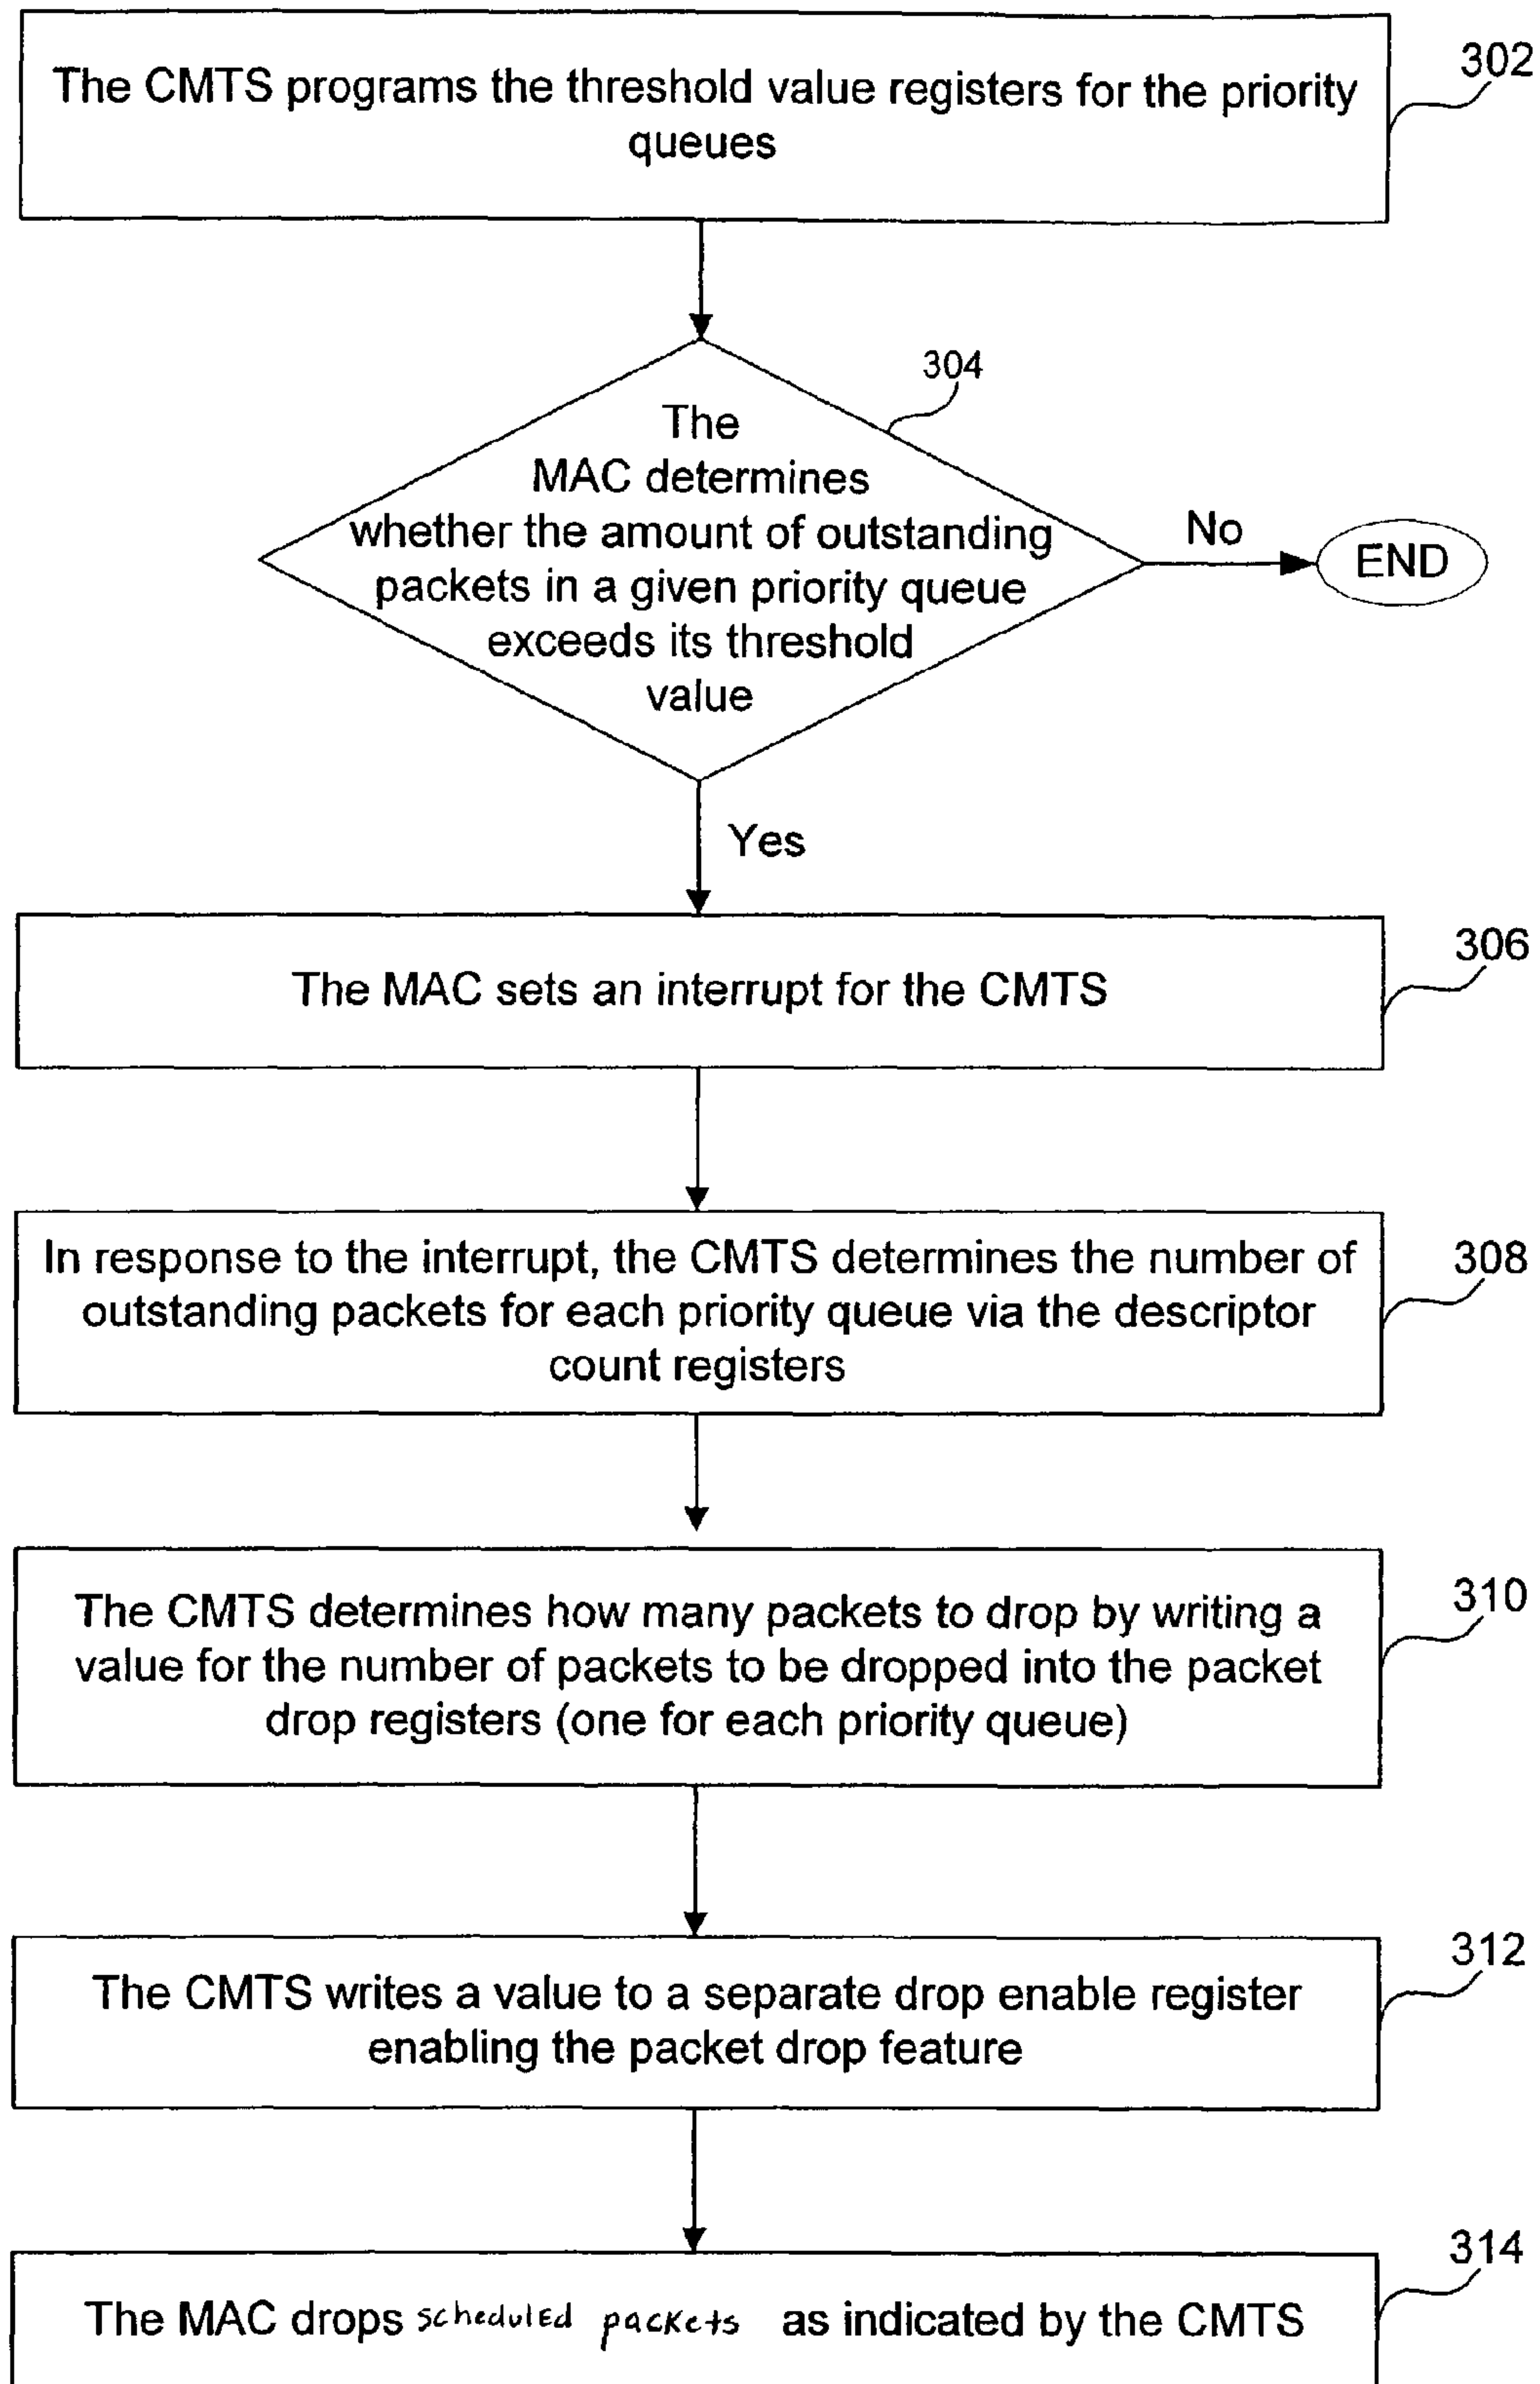 The CMTS programs the threshold value registers for the priority
queues
302
304
The
MAC determines
whether the amount of outstanding
packets in a given priority queue
exceeds its threshold
value
No
END
Yes
The MAC sets an interrupt for the CMTS
306
In response to the interrupt, the CMTS determines the number of
outstanding packets for each priority queue via the descriptor
count registers
308
The CMTS determines how many packets to drop by writing a
value for the number of packets to be dropped into the packet
drop registers (one for each priority queue)
310
The CMTS writes a value to a separate drop enable register
enabling the packet drop feature
312
The MAC drops scheduled packets as indicated by the CMTS
314